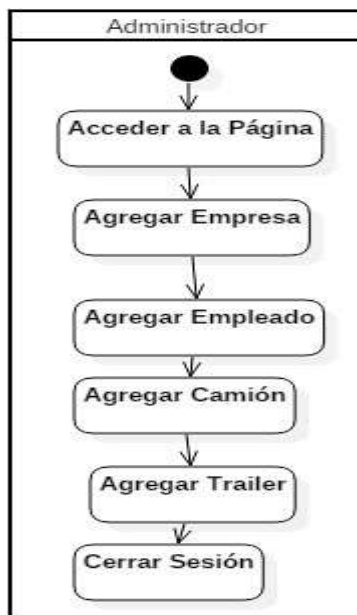 Administrador
Acceder a la Página
Agregar Empresa
Agregar Empleado
Agregar Camión
Agregar Trailer
Cerrar Sesión